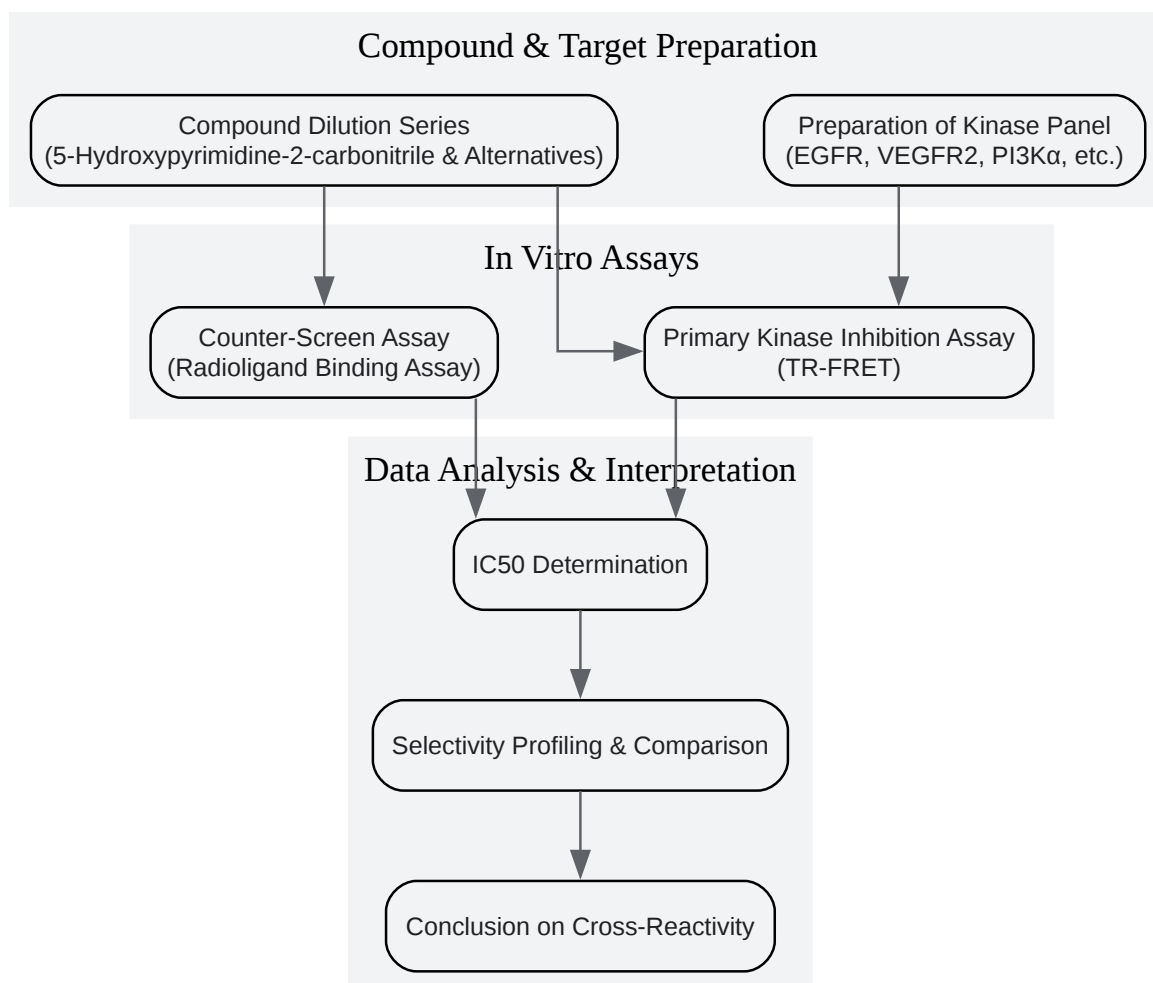 Compound & Target Preparation
Compound Dilution Series
(5-Hydroxypyrimidine-2-carbonitrile & Alternatives)
Preparation of Kinase Panel
(EGFR, VEGFR2, PI3Kα, etc.)
In Vitro Assays
Counter-Screen Assay
(Radioligand Binding Assay)
Primary Kinase Inhibition Assay
(TR-FRET)
Data Analysis & Interpretation
IC50 Determination
Selectivity Profiling & Comparison
Conclusion on Cross-Reactivity